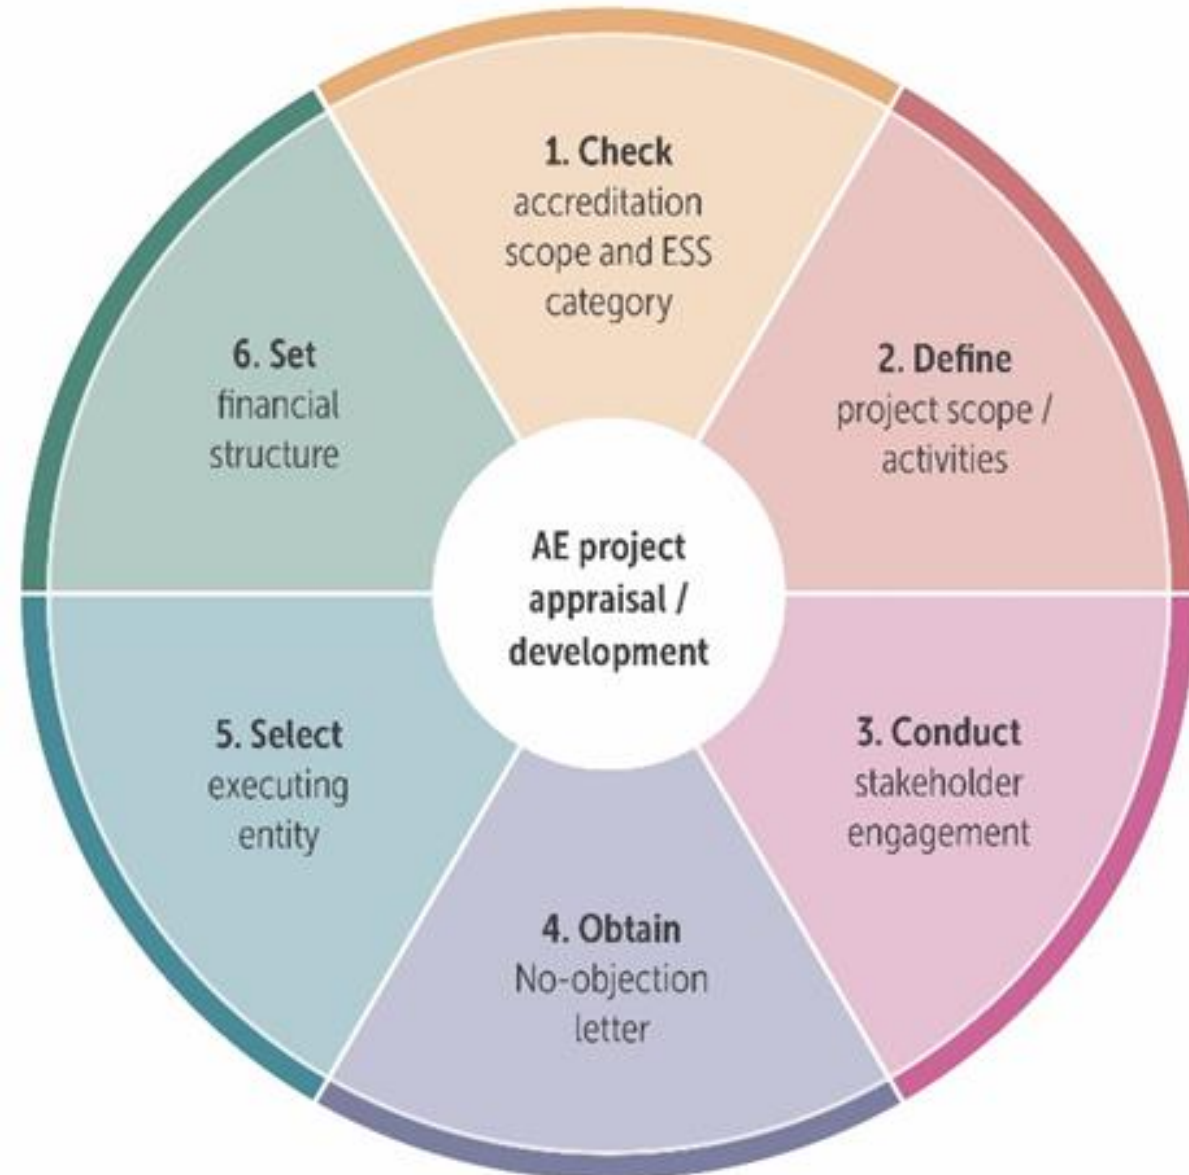 1. Check
accreditation
scope and ESS
category
2. Define
project scope /
activities
3. Conduct
stakeholder
engagement
4. Obtain
No-objection
letter
5. Select
executing
entity
6. Set
financial
structure
AE project
appraisal /
development